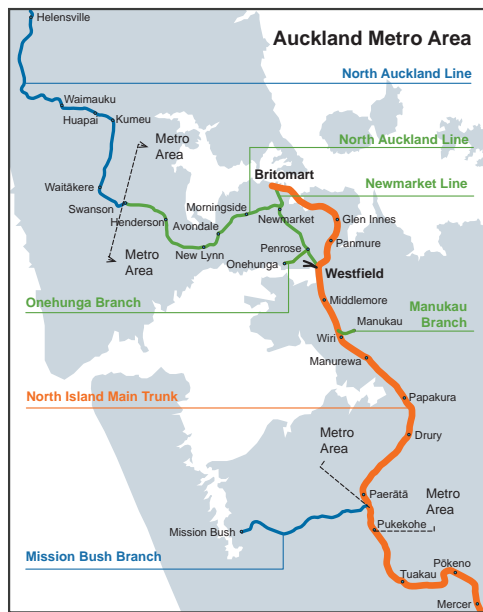 Helensville
Auckland Metro Area
North Auckland Line
Waimauku
Huapai
Kumeu
Metro
Area
North Auckland Line
Britomart
Newmarket Line
Waitākere
Swanson
Morningside
Henderson
Newmarket
Glen Innes
Avondale
Panmure
New Lynn
Penrose
Metro
Area
Onehunga
Westfield
Onehunga Branch
Middlemore
Manukau
Branch
Manukau
Wiri
Manurewa
North Island Main Trunk
Papakura
Metro
Area
Drury
Paerātā
Metro
Area
Mission Bush
Pukekohe
Mission Bush Branch
Pōkeno
Tuakau
Mercer